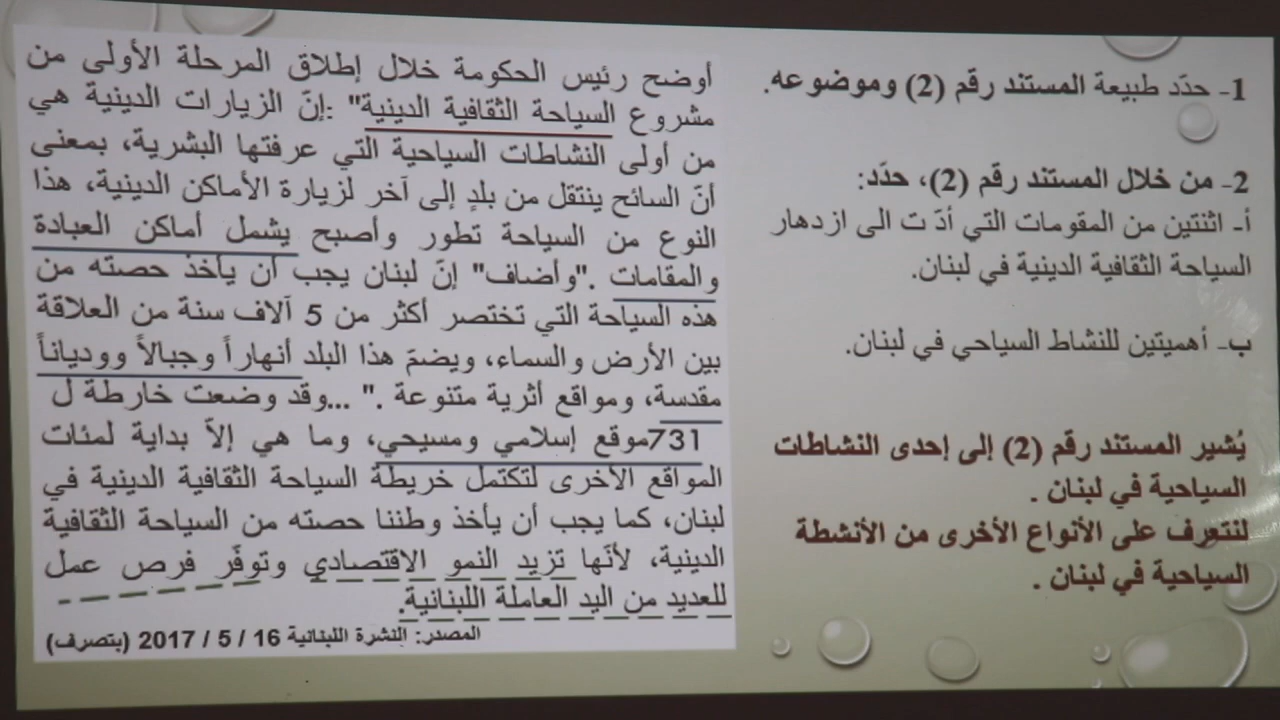 1- حدّد طبيعة المستند رقم (2) وموضوعه.
2- من خلال المستند رقم (2)، حدّد:
أ- اثنتين من المقومات التي أدّ ت الى ازدهار
السياحة الثقافية الدينية في لبنان.
ب- أهميتين للنشاط السياحي في لبنان.
يُشير المستند رقم (2) إلى إحدى النشاطات
السياحية في لبنان .
لنتعرف على الأنواع الأخرى من الأنشطة
السياحية في لبنان .
أوضح رئيس الحكومة خلال إطلاق المرحلة الأولى من
مشروع السياحة الثقافية الدينية" :إنّ الزيارات الدينية هي
من أولى النشاطات السياحية التي عرفتها البشرية، بمعنى
أنّ السائح ينتقل من بلدٍ إلى آخر لزيارة الأماكن الدينية، هذا
النوع من السياحة تطور وأصبح يشمل أماكن العبادة
والمقامات ."وأضاف" إنّ لبنان يجب أن يأخذ حصته من
هذه السياحة التي تختصر أكثر من 5 آلاف سنة من العلاقة
بين الأرض والسماء، ويضمّ هذا البلد أنهاراً وجبالاً وودياناً
مقدسة، ومواقع أثرية متنوعة ." ...وقد وضعت خارطة ل
731موقع إسلامي ومسيحي، وما هي إلاّ بداية لمئات
المواقع الأخرى لتكتمل خريطة السياحة الثقافية الدينية في
لبنان، كما يجب أن يأخذ وطننا حصته من السياحة الثقافية
الدينية، لأنّها تزيد النمو الاقتصادي وتوفّر فرص عمل
للعديد من اليد العاملة اللبنانية.
المصدر: النشرة اللبنانية 16 / 5 / 2017 (بتصرف)